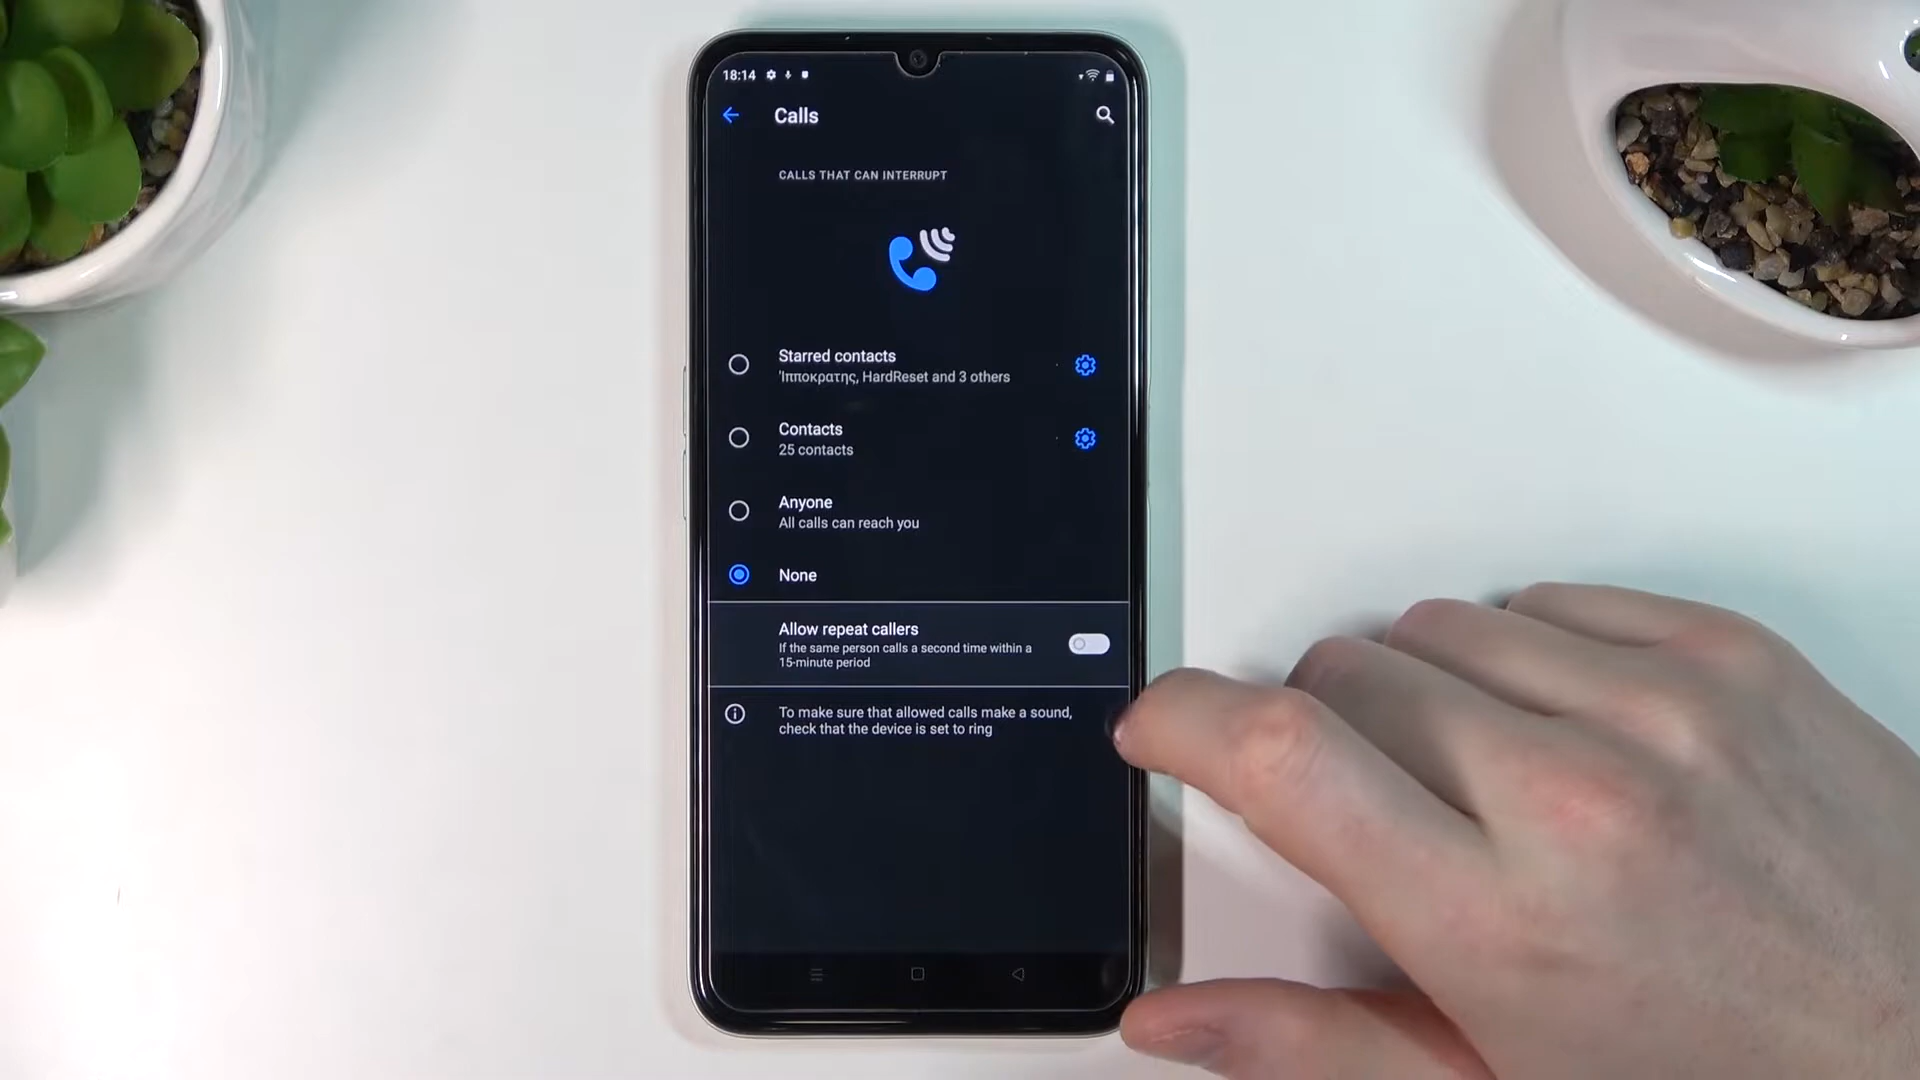 18:14
Calls
CALLS THAT CAN INTERRUPT
Starred contacts
Ίπποκρατης, HardReset and 3 others
Contacts
25 contacts
Anyone
All calls can reach you
None
Allow repeat callers
If the same person calls a second time within a
15-minute period
To make sure that allowed calls make a sound,
check that the device is set to ring